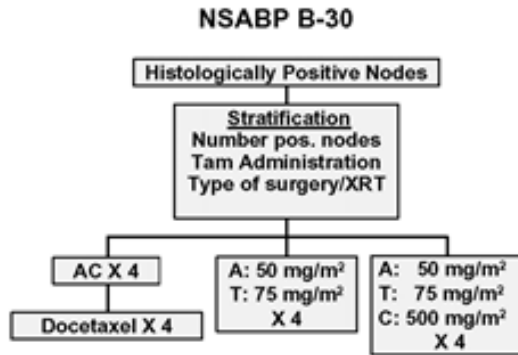 NSABP B-30
Histologically Positive Nodes
Stratification
Number pos. nodes
Tam Administration
Type of surgery/XRT
AC X 4
Docetaxel X 4
A: 50 mg/m²
T: 75 mg/m²
X 4
A: 50 mg/m²
T: 75 mg/m²
C: 500 mg/m²
X 4